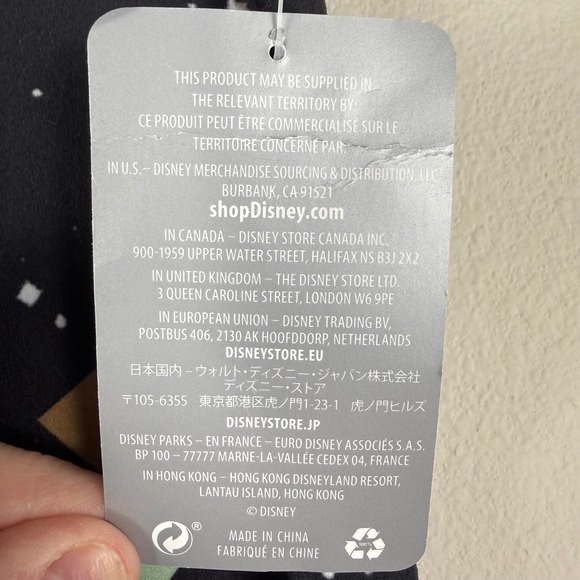 THIS PRODUCT MAY BE SUPPLIED IN
THE RELEVANT TERRITORY BY:
CE PRODUIT PEUT ÊTRE COMMERCIALISÉ SUR LE
TERRITOIRE CONCERNÉ PAR:
IN U.S. – DISNEY MERCHANDISE SOURCING & DISTRIBUTION, LLC
BURBANK, CA 91521
shopDisney.com
IN CANADA – DISNEY STORE CANADA INC.
900-1959 UPPER WATER STREET, HALIFAX NS B3J 2X2
IN UNITED KINGDOM – THE DISNEY STORE LTD.
3 QUEEN CAROLINE STREET, LONDON W6 9PE
IN EUROPEAN UNION – DISNEY TRADING BV,
POSTBUS 406, 2130 AK HOOFDDORP, NETHERLANDS
DISNEYSTORE.EU
日本国内 – ウォルト・ディズニー・ジャパン株式会社
ディズニー・ストア
〒105-6355 東京都港区虎ノ門1-23-1 虎ノ門ヒルズ
DISNEYSTORE.JP
DISNEY PARKS – EN FRANCE – EURO DISNEY ASSOCIÉS S.A.S.
BP 100 – 77777 MARNE-LA-VALLÉE CEDEX 04, FRANCE
IN HONG KONG – HONG KONG DISNEYLAND RESORT,
LANTAU ISLAND, HONG KONG
© DISNEY
®
MADE IN CHINA
FABRIQUÉ EN CHINE
100%